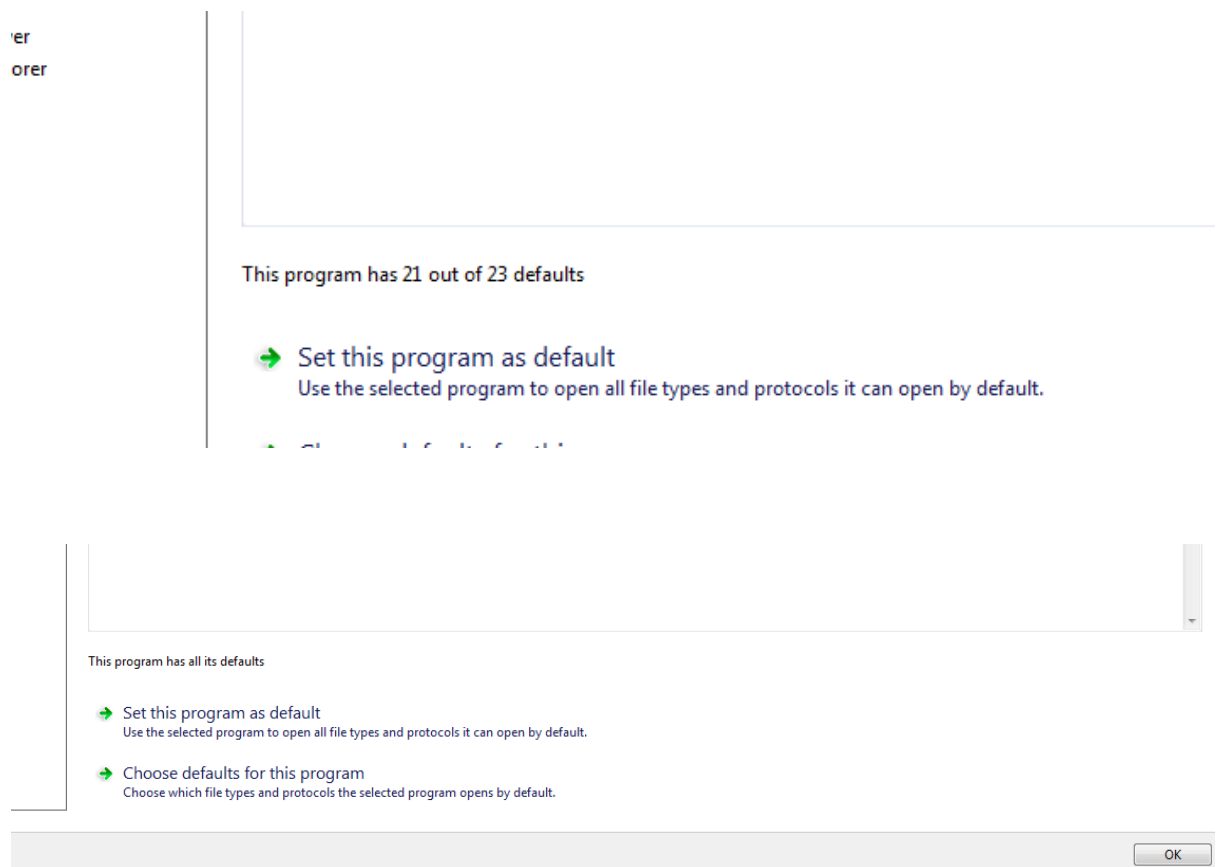 This program has 21 out of 23 defaults
Set this program as default
Use the selected program to open all file types and protocols it can open by default.
This program has all its defaults
Set this program as default
Use the selected program to open all file types and protocols it can open by default.
Choose defaults for this program
Choose which file types and protocols the selected program opens by default.
OK